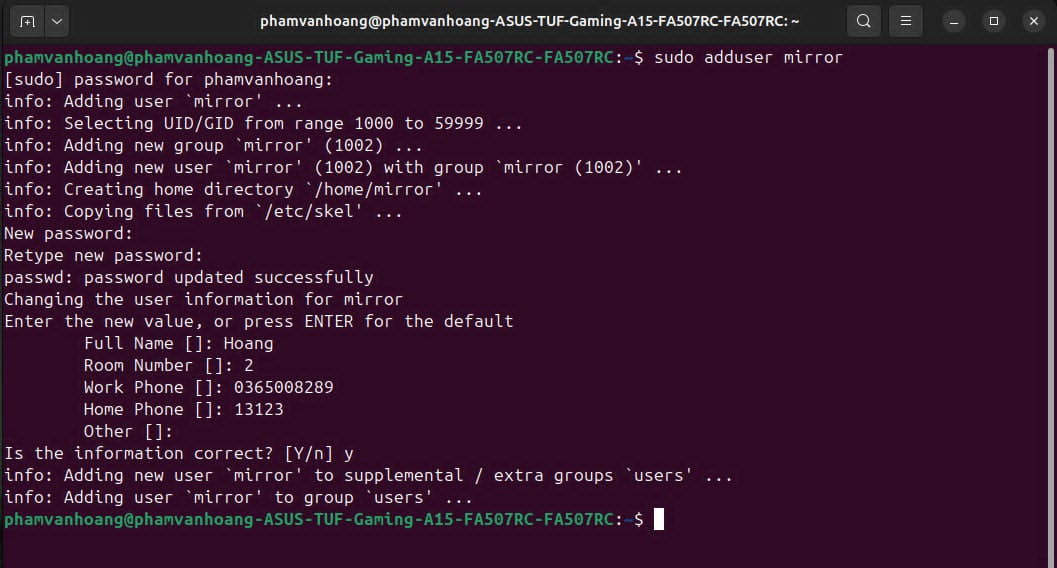 phamvanhoang@phamvanhoang-ASUS-TUF-Gaming-A15-FA507RC-FA507RC: ~
phamvanhoang@phamvanhoang-ASUS-TUF-Gaming-A15-FA507RC-FA507RC:~$ sudo adduser mirror
[sudo] password for phamvanhoang:
info: Adding user `mirror' ...
info: Selecting UID/GID from range 1000 to 59999 ...
info: Adding new group `mirror' (1002) ...
info: Adding new user `mirror' (1002) with group `mirror (1002)' ...
info: Creating home directory `/home/mirror' ...
info: Copying files from `/etc/skel' ...
New password:
Retype new password:
passwd: password updated successfully
Changing the user information for mirror
Enter the new value, or press ENTER for the default
        Full Name []: Hoang
        Room Number []: 2
        Work Phone []: 0365008289
        Home Phone []: 13123
        Other []:
Is the information correct? [Y/n] y
info: Adding new user `mirror' to supplemental / extra groups `users' ...
info: Adding user `mirror' to group `users' ...
phamvanhoang@phamvanhoang-ASUS-TUF-Gaming-A15-FA507RC-FA507RC:~$